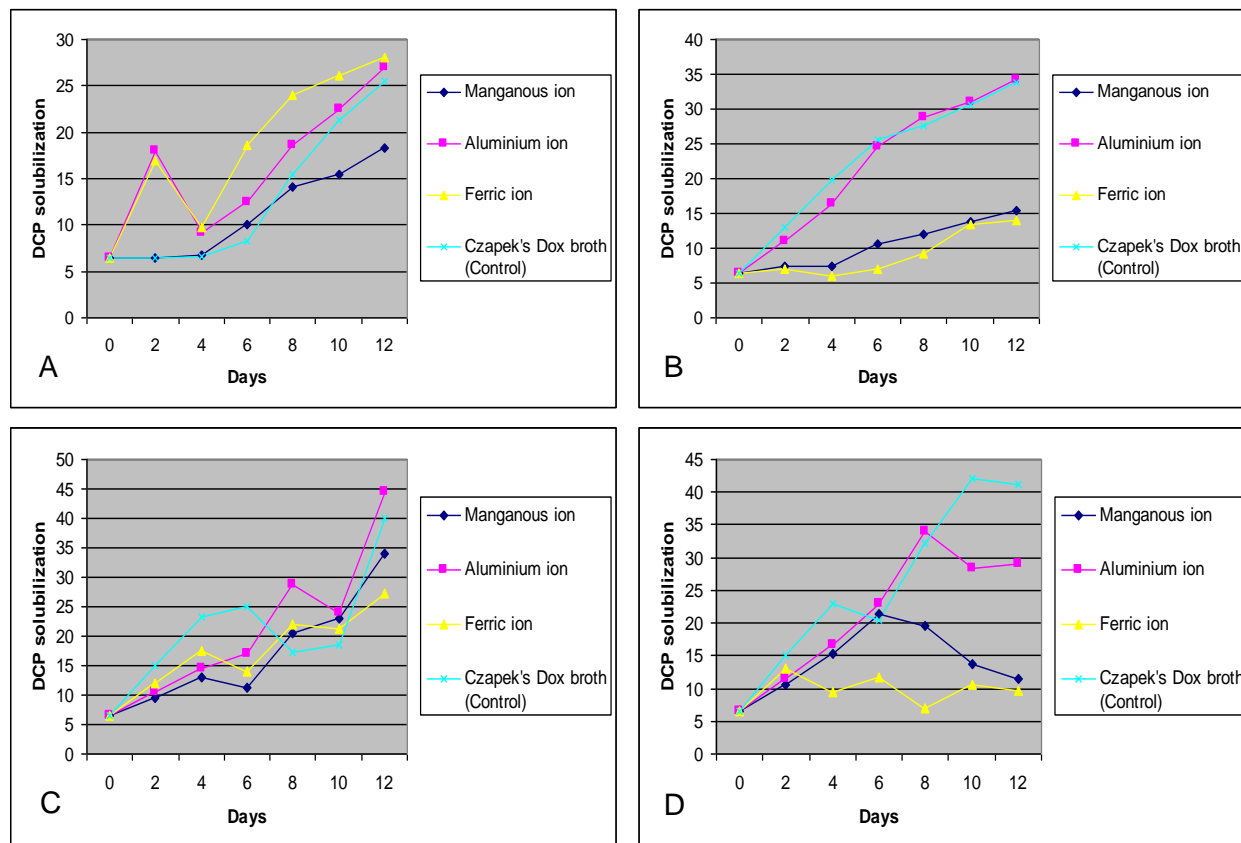 30
25
20
15
10
5
0
DCP solubilization
0 2 4 6 8 10 12
Days
A
Manganous ion
Aluminium ion
Ferric ion
Czapek's Dox broth
(Control)
40
35
30
25
20
15
10
5
0
DCP solubilization
0 2 4 6 8 10 12
Days
B
Manganous ion
Aluminium ion
Ferric ion
Czapek's Dox broth
(Control)
50
45
40
35
30
25
20
15
10
5
0
DCP solubilization
0 2 4 6 8 10 12
Days
C
Manganous ion
Aluminium ion
Ferric ion
Czapek's Dox broth
(Control)
45
40
35
30
25
20
15
10
5
0
DCP solubilization
0 2 4 6 8 10 12
Days
D
Manganous ion
Aluminium ion
Ferric ion
Czapek's Dox broth
(Control)